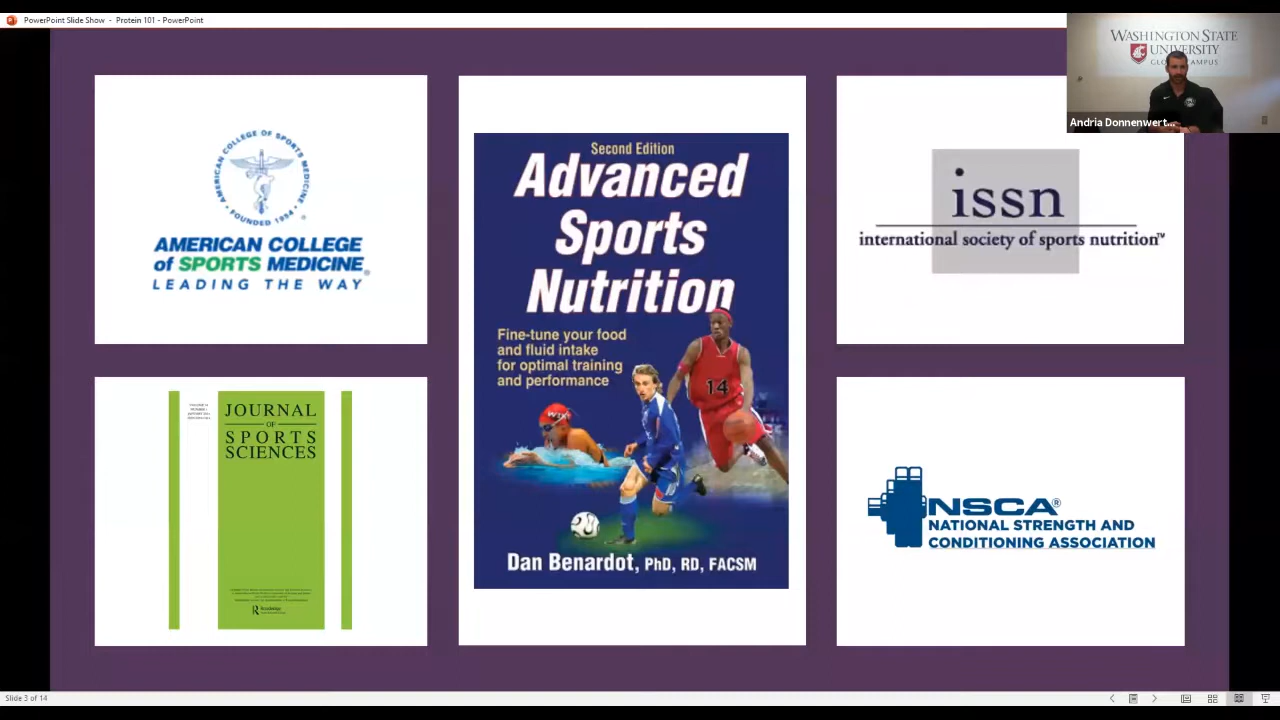 PowerPoint Slide Show - Protein 101 - PowerPoint
WASHINGTON STATE
UNIVERSITY
Andria Donnenwert...
AMERICAN COLLEGE OF SPORTS MEDICINE
FOUNDED 1954
AMERICAN COLLEGE
of SPORTS MEDICINE®
LEADING THE WAY
Second Edition
Advanced
Sports
Nutrition
Fine-tune your food
and fluid intake
for optimal training
and performance
14
Dan Benardot, PhD, RD, FACSM
issn
international society of sports nutrition™
JOURNAL
OF
SPORTS
SCIENCES
Routledge
NSCA®
NATIONAL STRENGTH AND
CONDITIONING ASSOCIATION
Slide 3 of 14